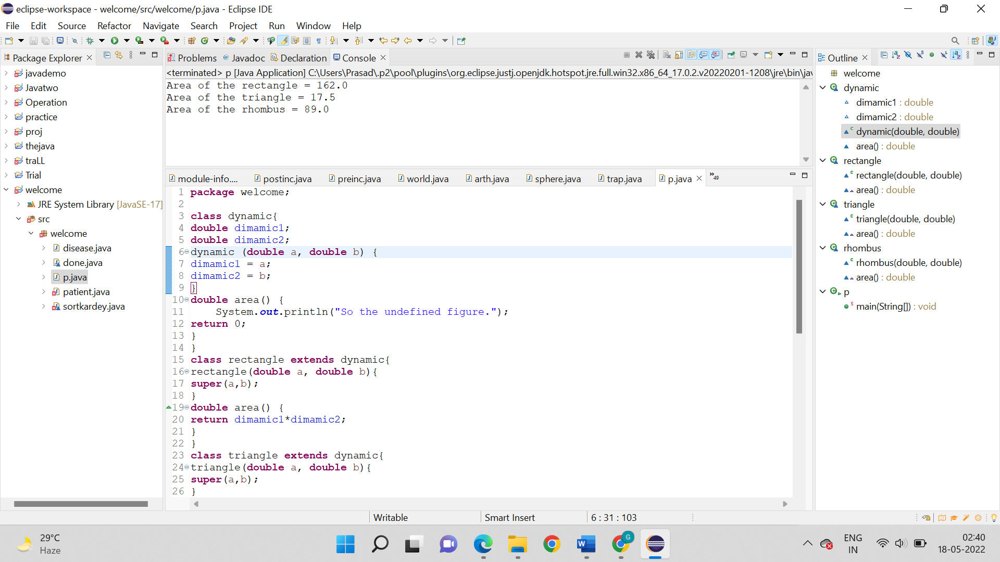 eclipse-workspace - welcome/src/welcome/p.java - Eclipse IDE
File Edit Source Refactor Navigate Search Project Run Window Help
Package Explorer
javademo
Javatwo
Operation
practice
proj
thejava
traLL
Trial
welcome
JRE System Library [JavaSE-17]
src
welcome
disease.java
done.java
p.java
patient.java
sortkardey.java
Problems @ Javadoc Declaration Console
<terminated> p [Java Application] C:\Users\Prasad\.p2\pool\plugins\org.eclipse.justj.openjdk.hotspot.jre.full.win32.x86_64_17.0.2.v20220201-1208\jre\bin\jav
Area of the rectangle = 162.0
Area of the triangle = 17.5
Area of the rhombus = 89.0
module-info.... postinc.java preinc.java world.java arth.java sphere.java trap.java p.java »49
1 package welcome;
2
3 class dynamic{
4 double dimamic1;
5 double dimamic2;
6 dynamic (double a, double b) {
7 dimamic1 = a;
8 dimamic2 = b;
9 }
10 double area() {
11 System.out.println("So the undefined figure.");
12 return 0;
13 }
14 }
15 class rectangle extends dynamic{
16 rectangle(double a, double b){
17 super(a,b);
18 }
19 double area() {
20 return dimamic1*dimamic2;
21 }
22 }
23 class triangle extends dynamic{
24 triangle(double a, double b){
25 super(a,b);
26 }
Outline
welcome
dynamic
dimamic1 : double
dimamic2 : double
dynamic(double, double)
area() : double
rectangle
rectangle(double, double)
area() : double
triangle
triangle(double, double)
area() : double
rhombus
rhombus(double, double)
area() : double
p
main(String[]) : void
Writable Smart Insert 6 : 31 : 103
29°C
Haze
ENG
IN
02:40
18-05-2022